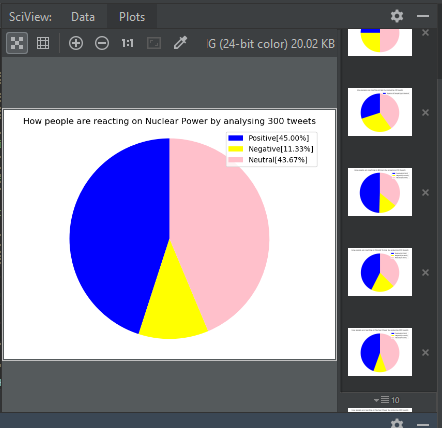 SciView: Data Plots
1:1 IG (24-bit color) 20.02 KB
How people are reacting on Nuclear Power by analysing 300 tweets
Positive[45.00%]
Negative[11.33%]
Neutral[43.67%]
10